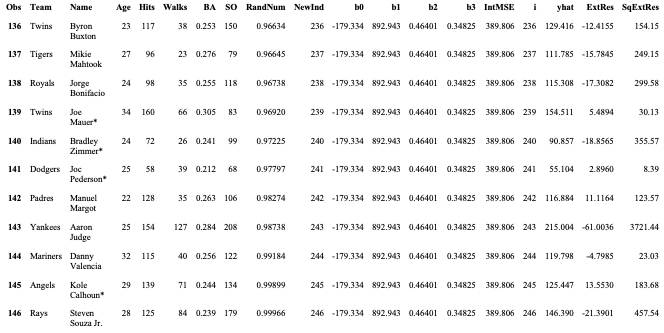 Obs Team Name Age Hits Walks BA SO RandNum NewInd b0 b1 b2 b3 IntMSE i yhat ExtRes SqExtRes
136 Twins Byron Buxton 23 117 38 0.253 150 0.96634 236 -179.334 892.943 0.46401 0.34825 389.806 236 129.416 -12.4155 154.15
137 Tigers Mikie Mahtook 27 96 23 0.276 79 0.96645 237 -179.334 892.943 0.46401 0.34825 389.806 237 111.785 -15.7845 249.15
138 Royals Jorge Bonifacio 24 98 35 0.255 118 0.96738 238 -179.334 892.943 0.46401 0.34825 389.806 238 115.308 -17.3082 299.58
139 Twins Joe Mauer* 34 160 66 0.305 83 0.96920 239 -179.334 892.943 0.46401 0.34825 389.806 239 154.511 5.4894 30.13
140 Indians Bradley Zimmer* 24 72 26 0.241 99 0.97225 240 -179.334 892.943 0.46401 0.34825 389.806 240 90.857 -18.8565 355.57
141 Dodgers Joc Pederson* 25 58 39 0.212 68 0.97797 241 -179.334 892.943 0.46401 0.34825 389.806 241 55.104 2.8960 8.39
142 Padres Manuel Margot 22 128 35 0.263 106 0.98274 242 -179.334 892.943 0.46401 0.34825 389.806 242 116.884 11.1164 123.57
143 Yankees Aaron Judge 25 154 127 0.284 208 0.98738 243 -179.334 892.943 0.46401 0.34825 389.806 243 215.004 -61.0036 3721.44
144 Mariners Danny Valencia 32 115 40 0.256 122 0.99184 244 -179.334 892.943 0.46401 0.34825 389.806 244 119.798 -4.7985 23.03
145 Angels Kole Calhoun* 29 139 71 0.244 134 0.99899 245 -179.334 892.943 0.46401 0.34825 389.806 245 125.447 13.5530 183.68
146 Rays Steven Souza Jr. 28 125 84 0.239 179 0.99966 246 -179.334 892.943 0.46401 0.34825 389.806 246 146.390 -21.3901 457.54